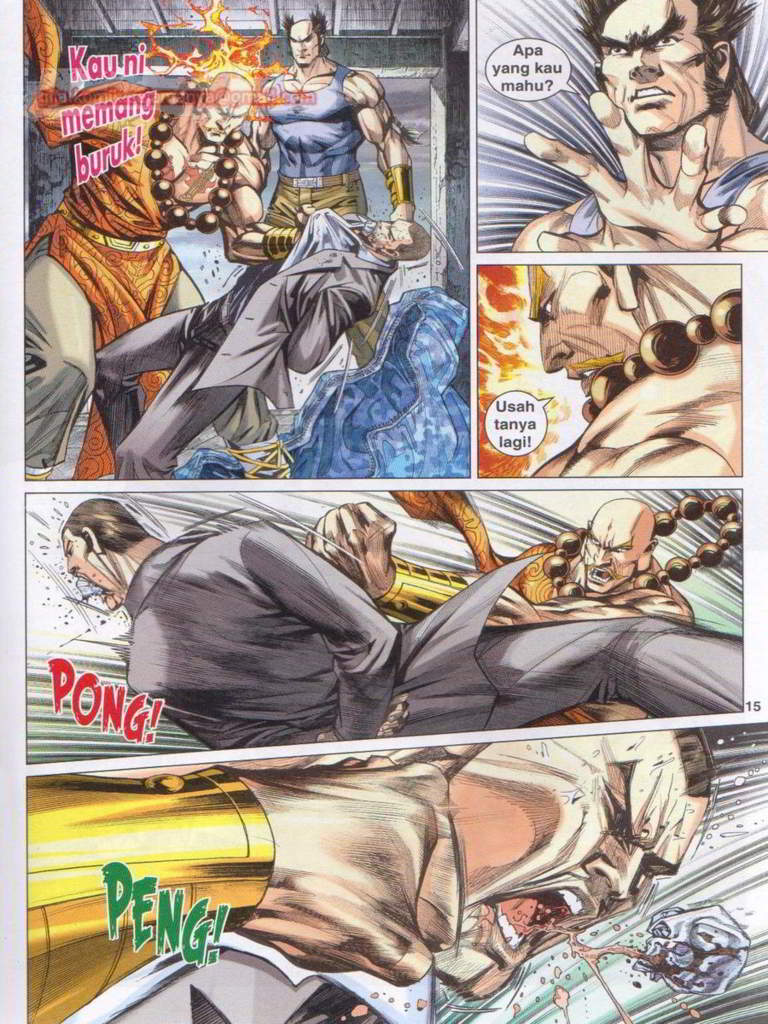 Kau ni
memang
buruk!
Apa
yang kau
mahu?
Usah
tanya
lagi!
PONG!
15
PENG!